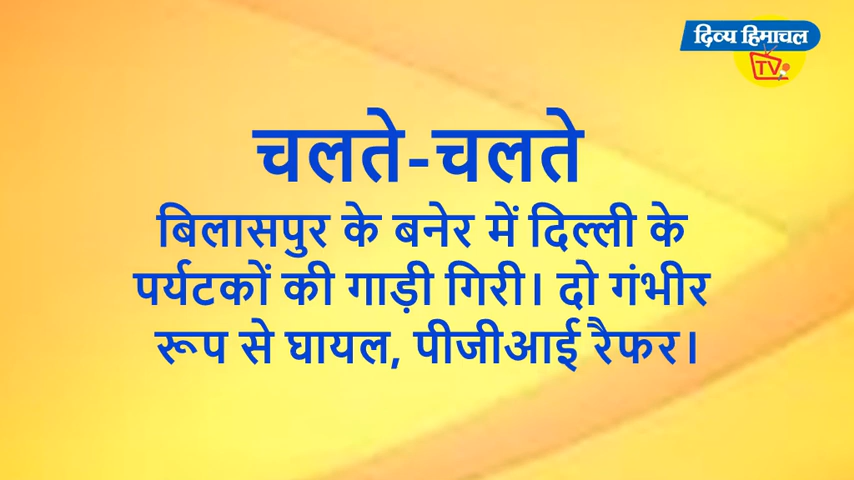 दिव्य हिमाचल
TV
चलते-चलते
बिलासपुर के बनेर में दिल्ली के
पर्यटकों की गाड़ी गिरी। दो गंभीर
रूप से घायल, पीजीआई रैफर।